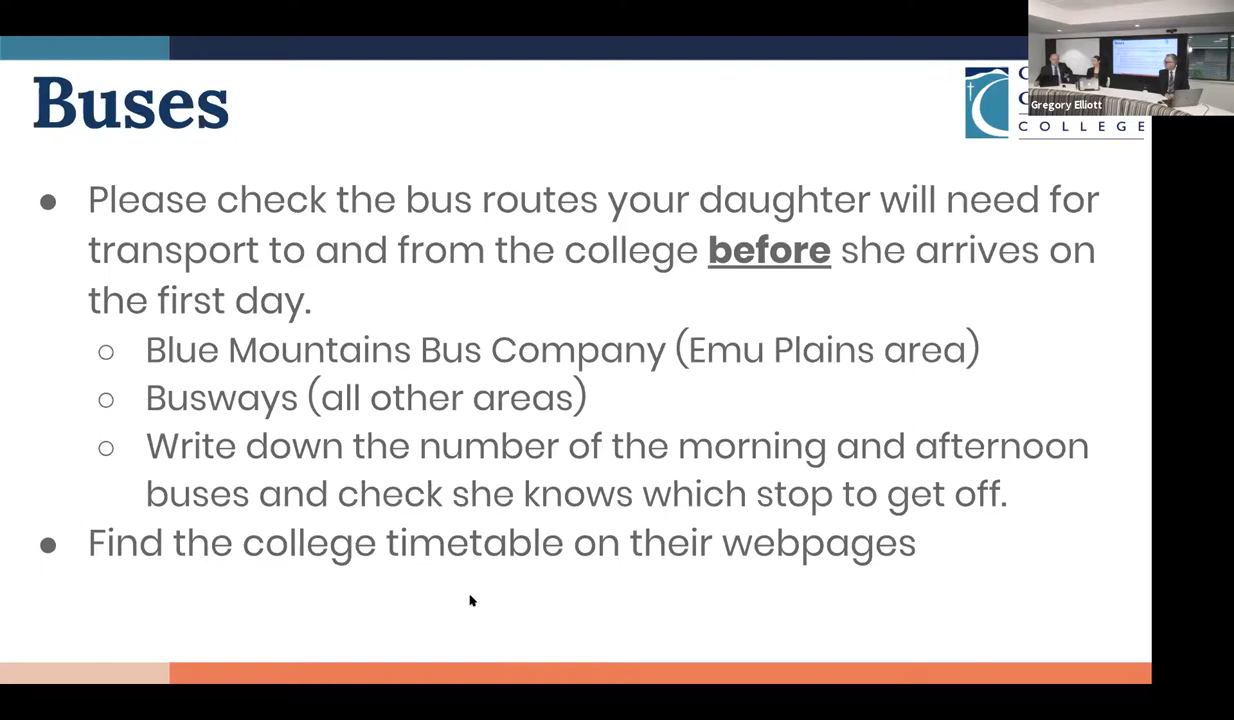 Buses
Gregory Elliott
COLLEGE
● Please check the bus routes your daughter will need for
transport to and from the college before she arrives on
the first day.
○ Blue Mountains Bus Company (Emu Plains area)
○ Busways (all other areas)
○ Write down the number of the morning and afternoon
buses and check she knows which stop to get off.
● Find the college timetable on their webpages